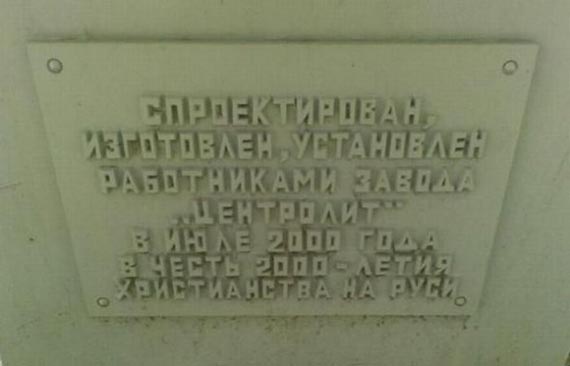 СПРОЕКТИРОВАН,
ИЗГОТОВЛЕН, УСТАНОВЛЕН
РАБОТНИКАМИ ЗАВОДА
„ЦЕНТРОЛИТ“
В ИЮЛЕ 2000 ГОДА
В ЧЕСТЬ 2000-ЛЕТИЯ
ХРИСТИАНСТВА НА РУСИ